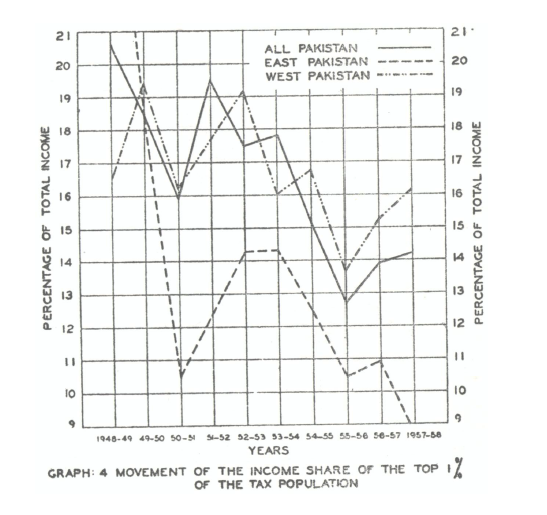 ALL PAKISTAN
EAST PAKISTAN
WEST PAKISTAN
21 21
20 20
19 19
18 18
17 17
16 16
15 15
14 14
13 13
12 12
11 11
10 10
9 9
PERCENTAGE OF TOTAL INCOME
PERCENTAGE OF TOTAL INCOME
1948-49 49-50 50-51 51-52 52-53 53-54 54-55 55-56 56-57 1957-58
YEARS
GRAPH: 4 MOVEMENT OF THE INCOME SHARE OF THE TOP 1%
OF THE TAX POPULATION